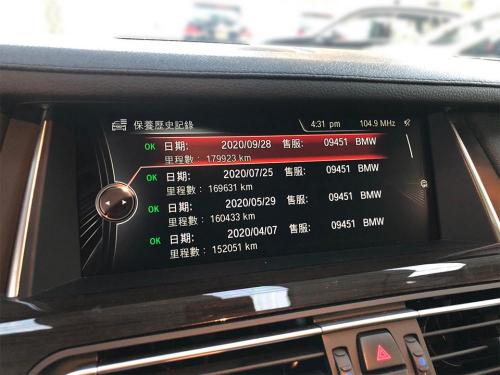 保養歷史記錄 4:31 pm 104.9 MHz
OK 日期: 2020/09/28 售服: 09451 BMW
里程數: 179923 km
OK 日期: 2020/07/25 售服: 09451 BMW
里程數: 169631 km
OK 日期: 2020/05/29 售服: 09451 BMW
里程數: 160433 km
OK 日期: 2020/04/07 售服: 09451 BMW
里程數: 152051 km